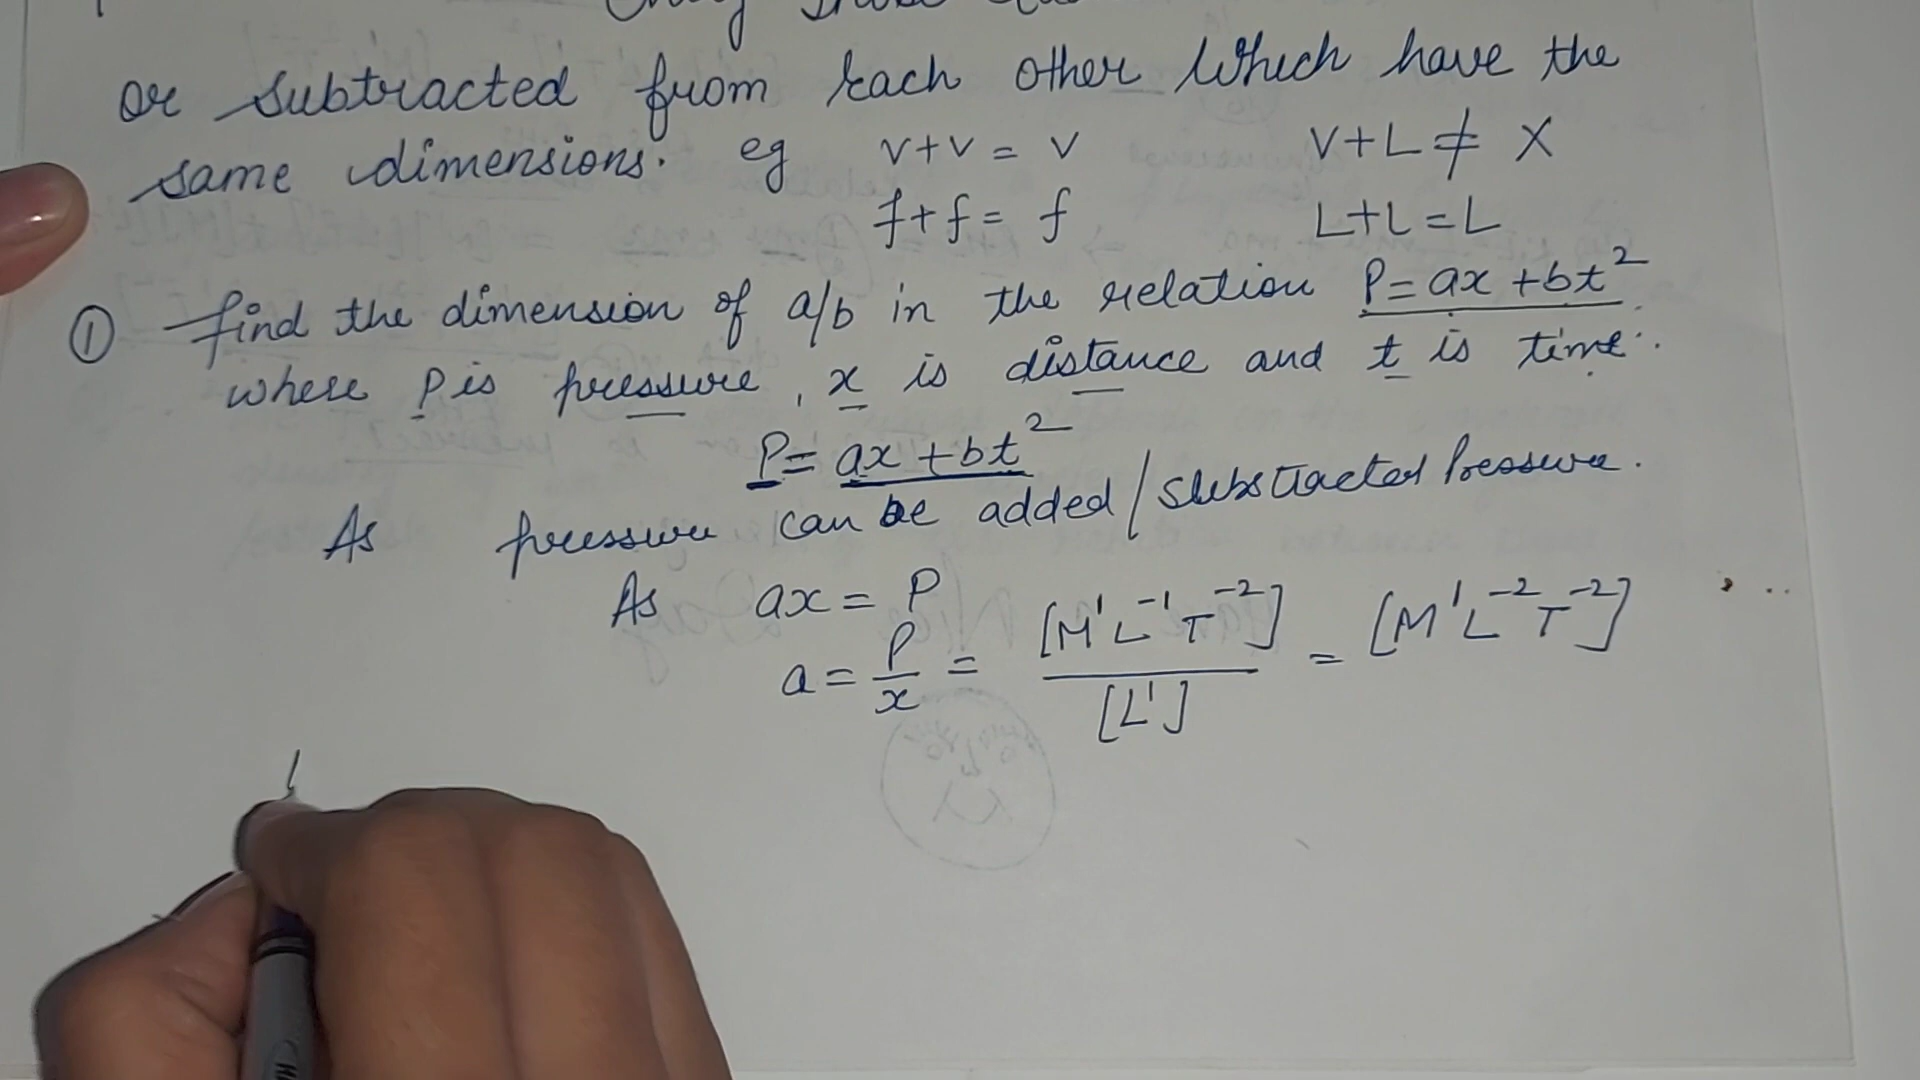 or subtracted from each other which have the
same dimensions. eg v+v = v V+L ≠ X
f+f = f L+L = L
① find the dimension of a/b in the relation P = ax + bt²
where P is pressure, x is distance and t is time.
P = ax + bt²
As pressure can be added / substracted Pressure.
As ax = P
a = P/x = [M¹L⁻¹T⁻²]/[L¹] = [M¹L⁻²T⁻²]